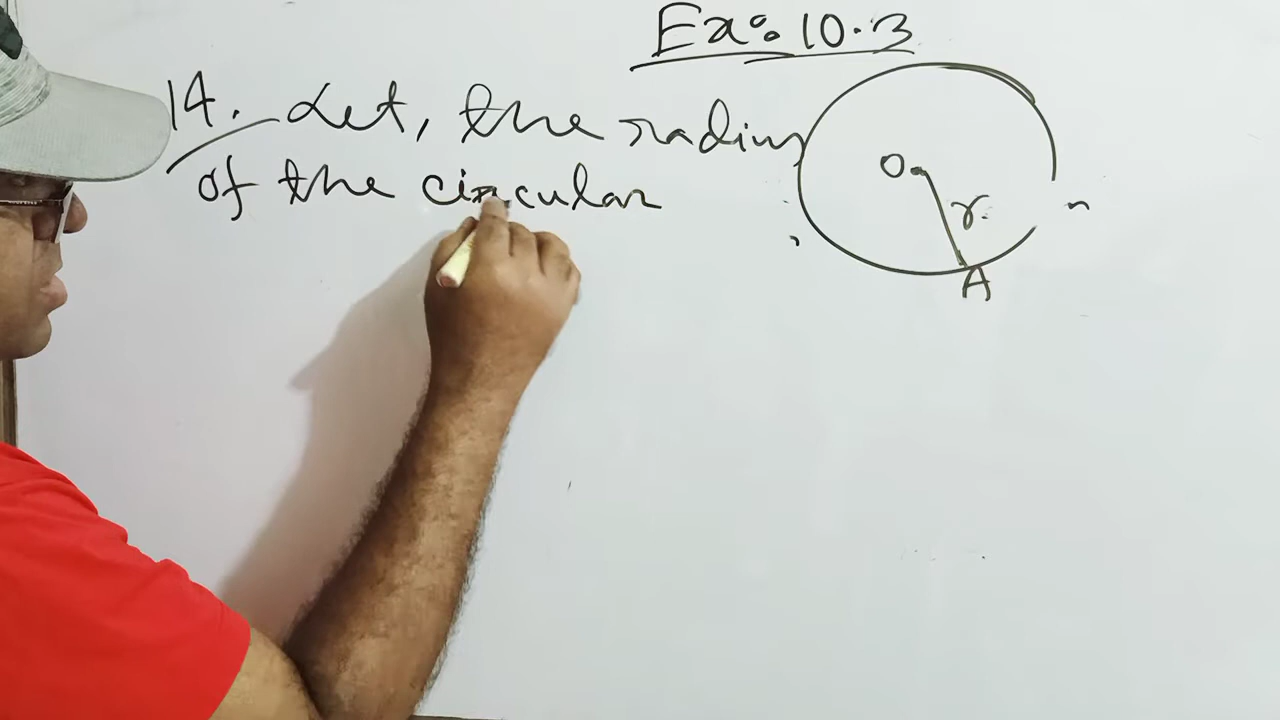 Ex: 10.3
14. Let, the radius
of the circular
O
r
A